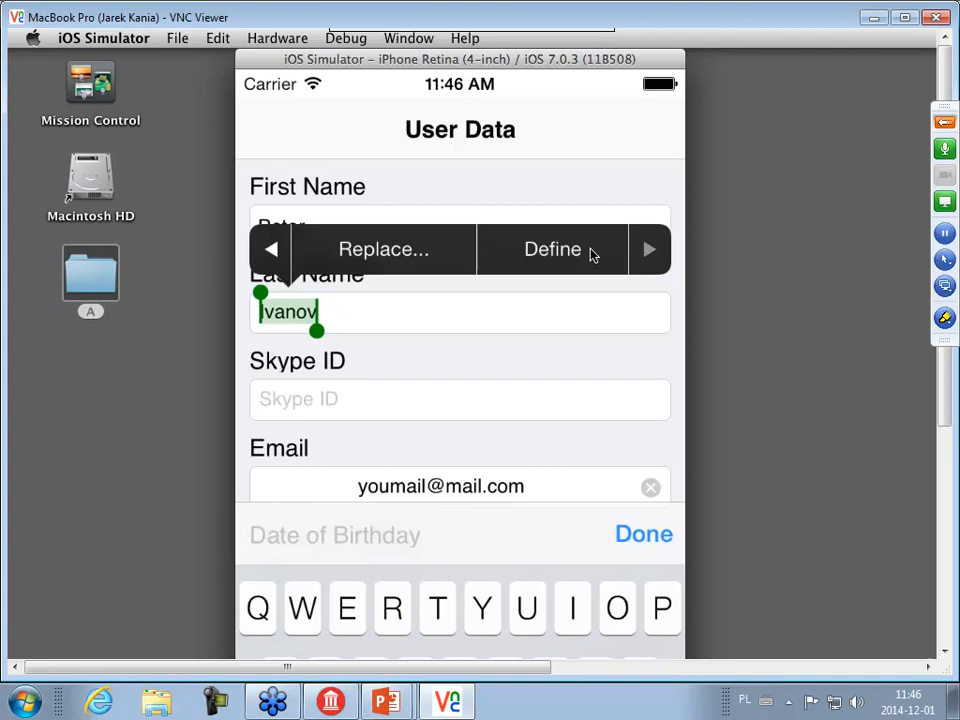 MacBook Pro (Jarek Kania) - VNC Viewer
iOS Simulator File Edit Hardware Debug Window Help
iOS Simulator – iPhone Retina (4-inch) / iOS 7.0.3 (11B508)
Carrier 11:46 AM
Mission Control
User Data
First Name
Macintosh HD
Replace... Define
Last Name
Ivanov
A
Skype ID
Skype ID
Email
youmail@mail.com
Date of Birthday Done
Q W E R T Y U I O P
PL 11:46
2014-12-01